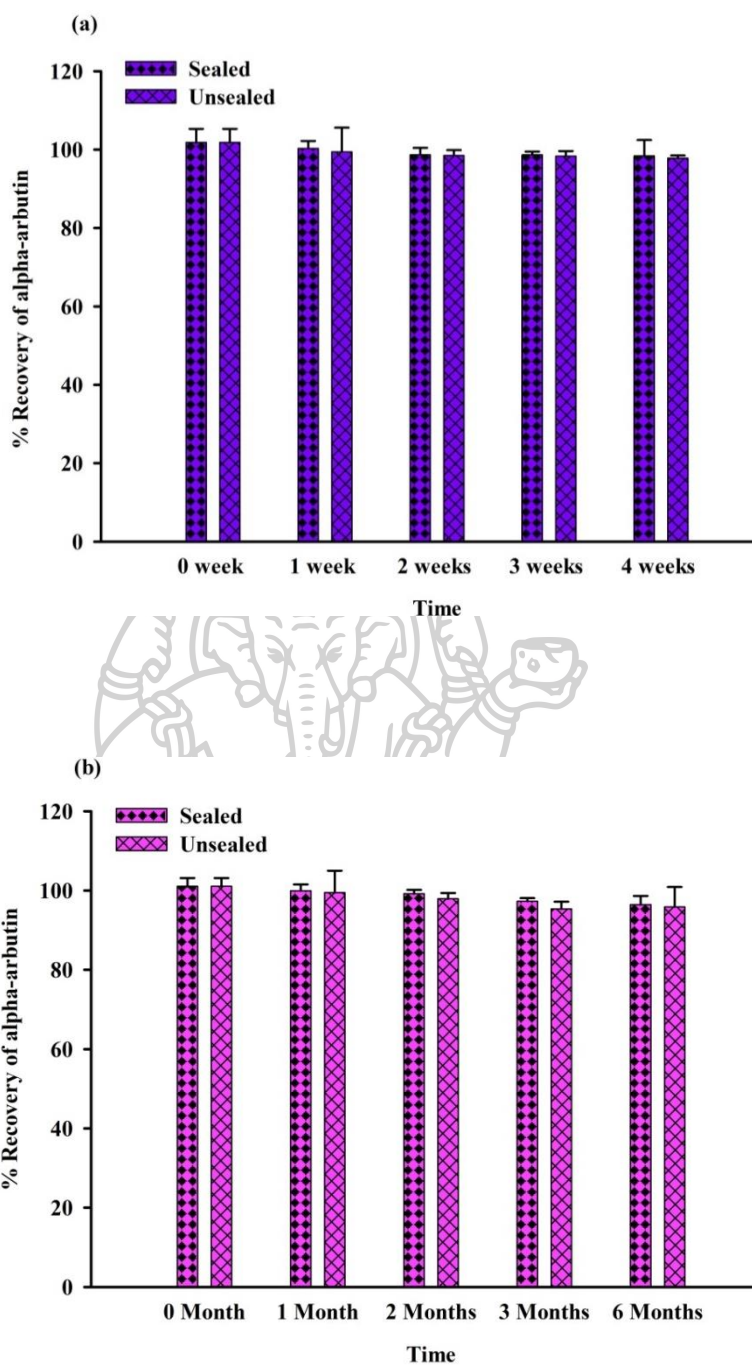 (a)
Sealed
Unsealed
% Recovery of alpha-arbutin
120
100
80
60
40
20
0
0 week 1 week 2 weeks 3 weeks 4 weeks
Time
(b)
Sealed
Unsealed
% Recovery of alpha-arbutin
120
100
80
60
40
20
0
0 Month 1 Month 2 Months 3 Months 6 Months
Time